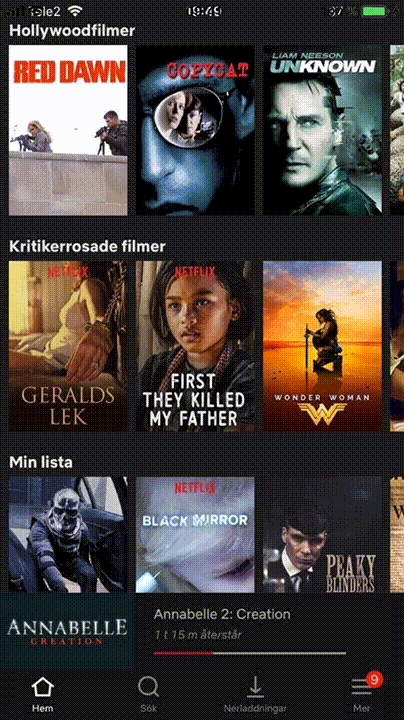 Tele2 19:49
Hollywoodfilmer
RED DAWN
COPYCAT
LIAM NEESON
UNKNOWN
Kritikerrosade filmer
NETFLIX
GERALDS
LEK
NETFLIX
FIRST
THEY KILLED
MY FATHER
WONDER WOMAN
Min lista
NETFLIX
BLACK MIRROR
PEAKY
BLINDERS
ANNABELLE
CREATION
Annabelle 2: Creation
1 t 15 m återstår
9
Hem
Sök
Nerladdningar
Mer